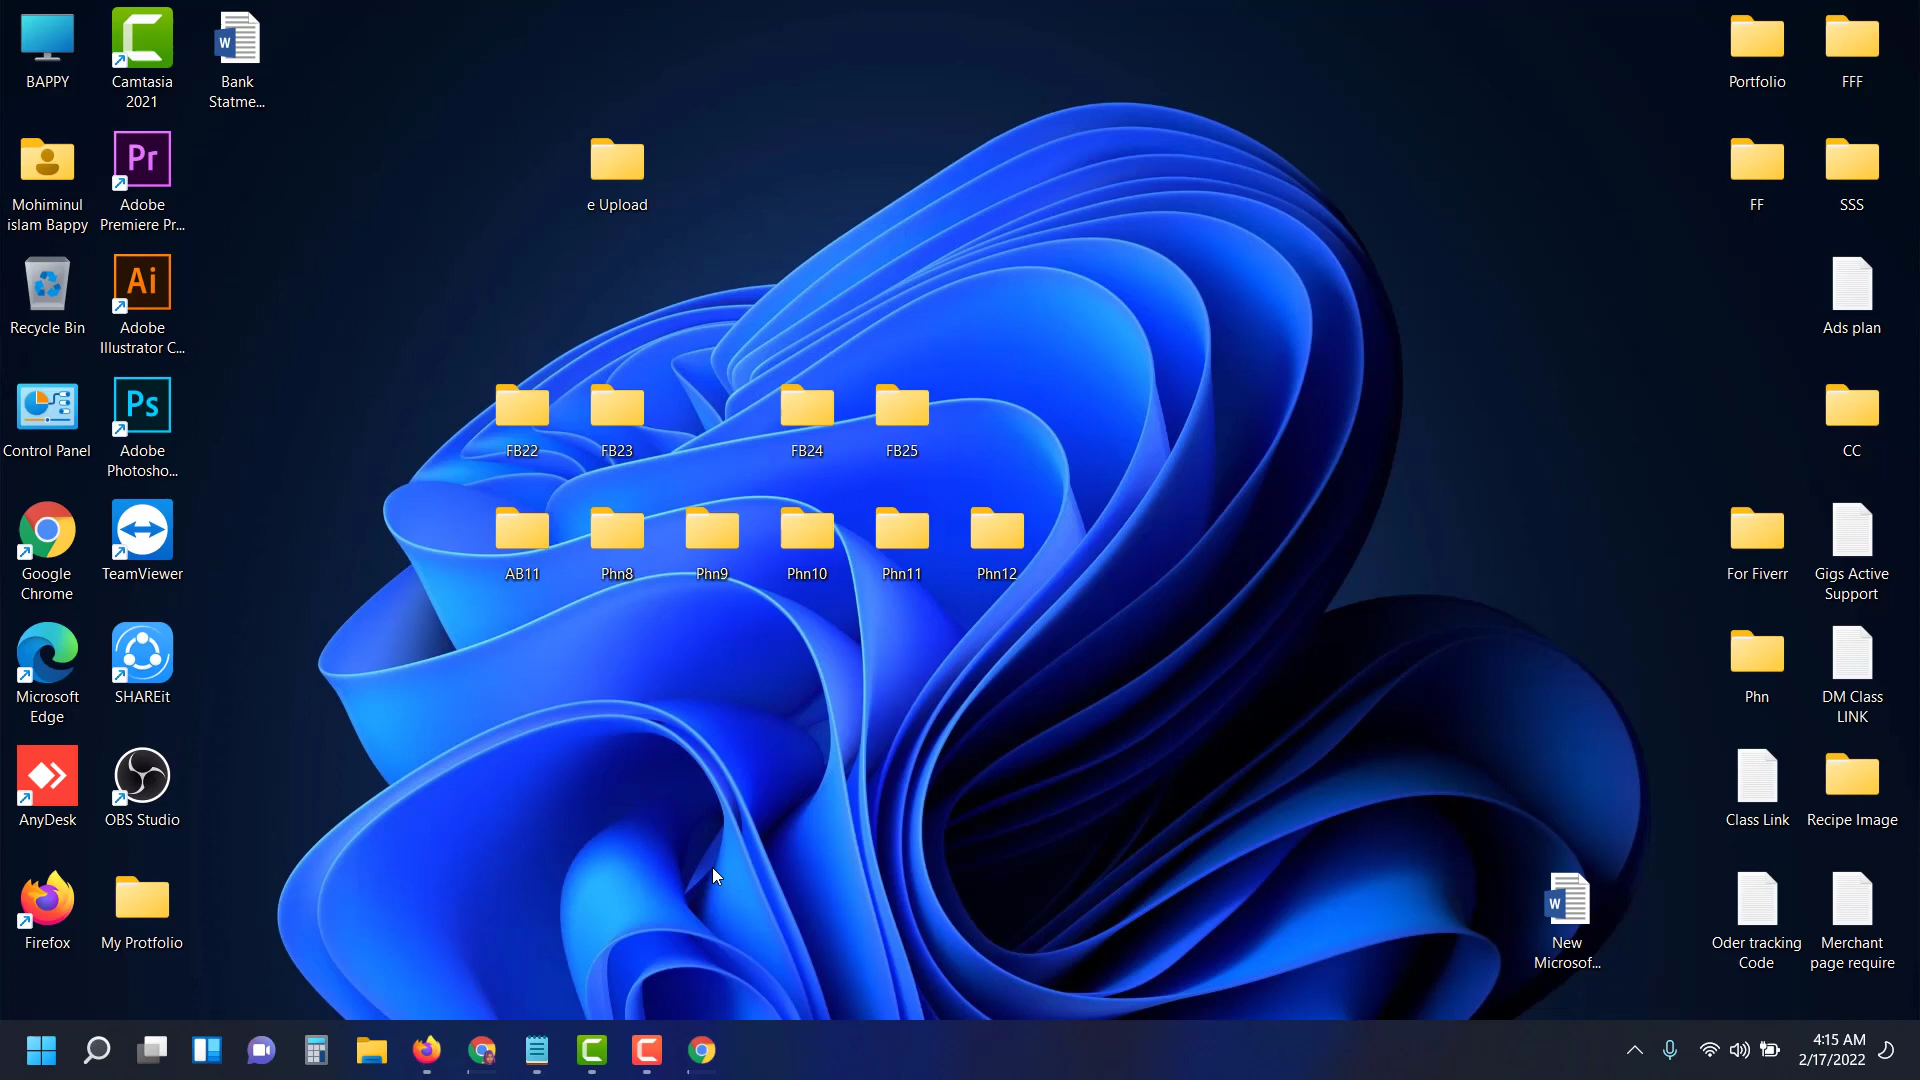 BAPPY
Camtasia
2021
Bank
Statme...
Portfolio
FFF
Mohiminul
islam Bappy
Pr
Adobe
Premiere Pr...
e Upload
FF
SSS
Recycle Bin
Ai
Adobe
Illustrator C...
Ads plan
Control Panel
Ps
Adobe
Photosho...
FB22
FB23
FB24
FB25
CC
Google
Chrome
TeamViewer
AB11
Phn8
Phn9
Phn10
Phn11
Phn12
For Fiverr
Gigs Active
Support
Microsoft
Edge
SHAREit
Phn
DM Class
LINK
AnyDesk
OBS Studio
Class Link
Recipe Image
Firefox
My Protfolio
W
New
Microsof...
Oder tracking
Code
Merchant
page require
4:15 AM
2/17/2022